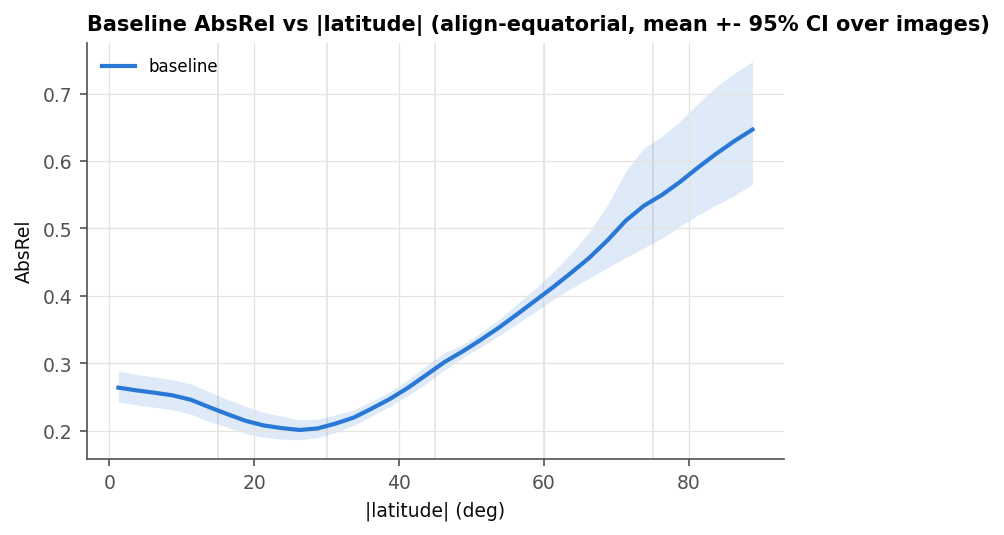 Baseline AbsRel vs |latitude| (align-equatorial, mean +- 95% CI over images)
baseline
0.7
0.6
0.5
0.4
0.3
0.2
AbsRel
0 20 40 60 80
|latitude| (deg)